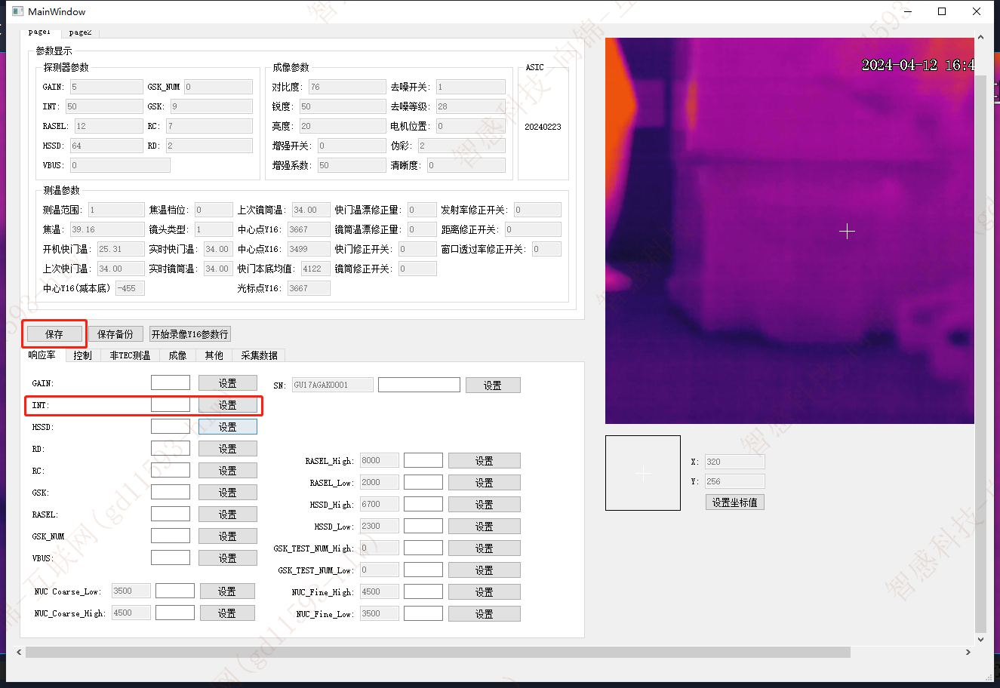 MainWindow
page1 page2
参数显示
探测器参数
GAIN: 5 GSK_NUM 0
INT: 50 GSK: 9
RASEL: 12 RC: 7
HSSD: 64 RD: 2
VBUS: 0
成像参数
对比度: 76 去噪开关: 1
锐度: 50 去噪等级: 28
亮度: 20 电机位置: 0
增强开关: 0 伪彩: 2
增强系数: 50 清晰度: 0
ASIC
20240223
测温参数
测温范围: 1 焦温档位: 0 上次镜筒温: 34.00 快门温漂修正量: 0 发射率修正开关: 0
焦温: 39.16 镜头类型: 1 中心点Y16: 3667 镜筒温漂修正量: 0 距离修正开关: 0
开机快门温: 25.31 实时快门温: 34.00 中心点X16: 3499 快门修正开关: 0 窗口透过率修正开关: 0
上次快门温: 34.00 实时镜筒温: 34.00 快门本底均值: 4122 镜筒修正开关: 0
中心Y16(减本底) -455 光标点Y16: 3667
保存 保存备份 开始录像Y16参数行
响应率 控制 非TEC测温 成像 其他 采集数据
GAIN: 设置
INT: 设置
HSSD: 设置
RD: 设置
RC: 设置
GSK: 设置
RASEL: 设置
GSK_NUM 设置
VBUS: 设置
NUC_Coarse_Low: 3500 设置
NUC_Coarse_High: 4500 设置
SN: GU17AGAK0001 设置
RASEL_High: 8000 设置
RASEL_Low: 2000 设置
HSSD_High: 6700 设置
HSSD_Low: 2300 设置
GSK_TEST_NUM_High: 0 设置
GSK_TEST_NUM_Low: 0 设置
NUC_Fine_High: 4500 设置
NUC_Fine_Low: 3500 设置
2024-04-12 16:4
X: 320
Y: 256
设置坐标值